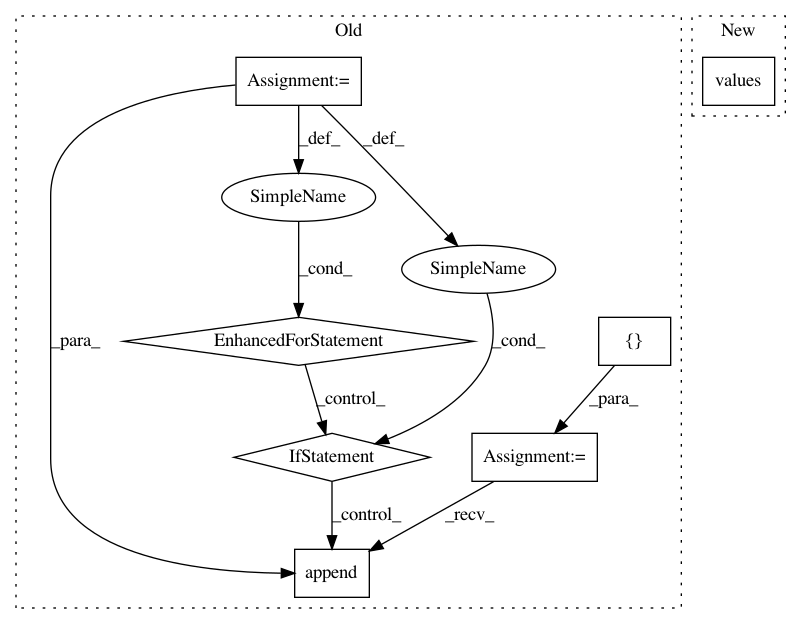 Old
New
Assignment:=
values
_def_
_def_
SimpleName
SimpleName
_cond_
_para_
EnhancedForStatement
_cond_
{}
_control_
_para_
IfStatement
Assignment:=
_control_
_recv_
append